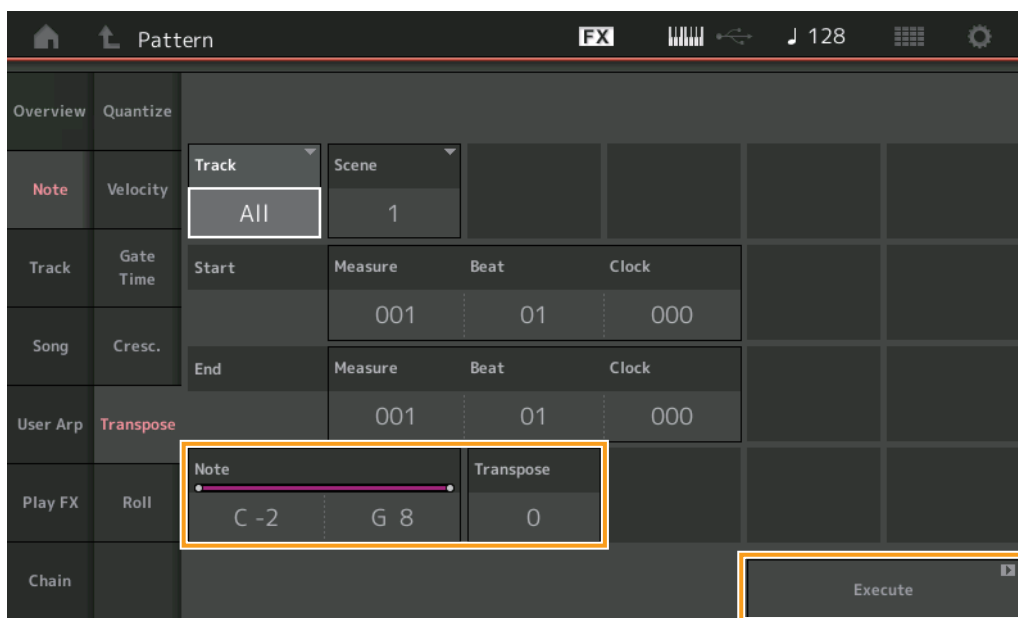 Pattern FX 128
Overview Quantize
Track Scene
Note Velocity
All 1
Track Gate Time Start Measure Beat Clock
001 01 000
Song Cresc.
End Measure Beat Clock
User Arp Transpose 001 01 000
Note Transpose
Play FX Roll C -2 G 8 0
Chain Execute